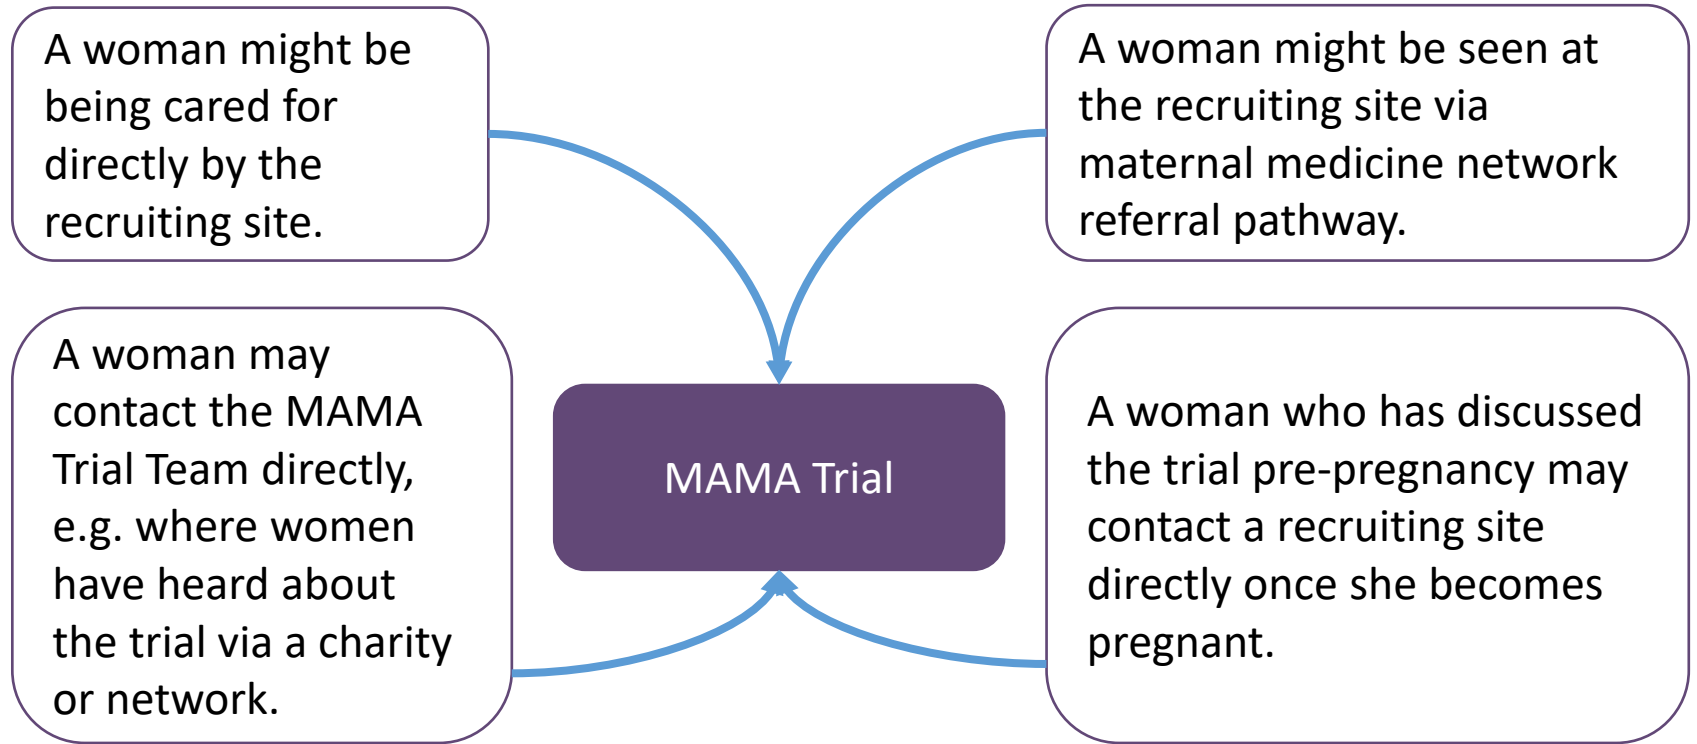 A woman might be
being cared for
directly by the
recruiting site.
A woman might be seen at
the recruiting site via
maternal medicine network
referral pathway.
A woman may
contact the MAMA
Trial Team directly,
e.g. where women
have heard about
the trial via a charity
or network.
MAMA Trial
A woman who has discussed
the trial pre-pregnancy may
contact a recruiting site
directly once she becomes
pregnant.